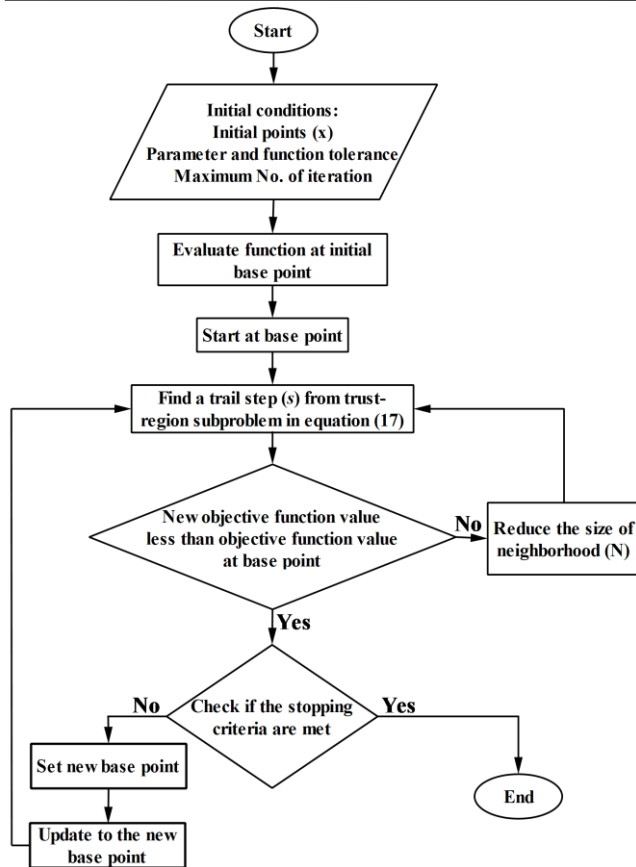 Start
Initial conditions:
Initial points (x)
Parameter and function tolerance
Maximum No. of iteration
Evaluate function at initial
base point
Start at base point
Find a trail step (s) from trust-
region subproblem in equation (17)
New objective function value
less than objective function value
at base point
No
Reduce the size of
neighborhood (N)
Yes
Check if the stopping
criteria are met
No
Yes
Set new base point
End
Update to the new
base point